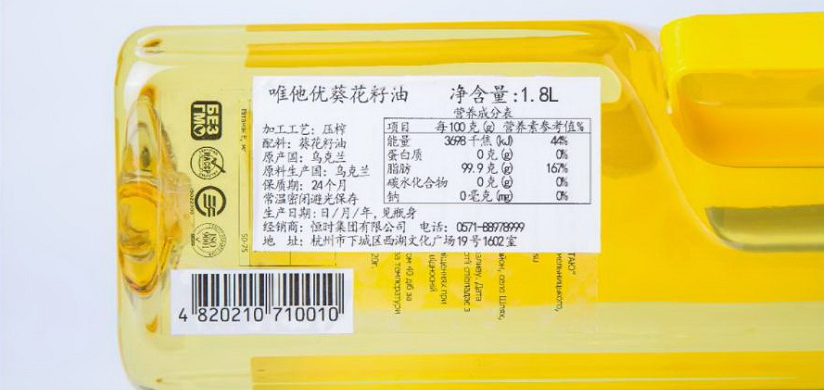 唯他优葵花籽油 净含量:1.8L
营养成分表
加工工艺: 压榨
配料: 葵花籽油
原产国: 乌克兰
原料生产国: 乌克兰
保质期: 24个月
常温密闭避光保存
生产日期: 日/月/年, 见瓶身
经销商: 恒时集团有限公司 电话: 0571-88978999
地 址: 杭州市下城区西湖文化广场19号1602室
项目 每100克(g) 营养素参考值%
能量 3698千焦(kJ) 44%
蛋白质 0克(g) 0%
脂肪 99.9克(g) 167%
碳水化合物 0克(g) 0%
钠 0毫克(mg) 0%
БЕЗ
ГМО
HACCP
ISO
9001
4 820210 710010